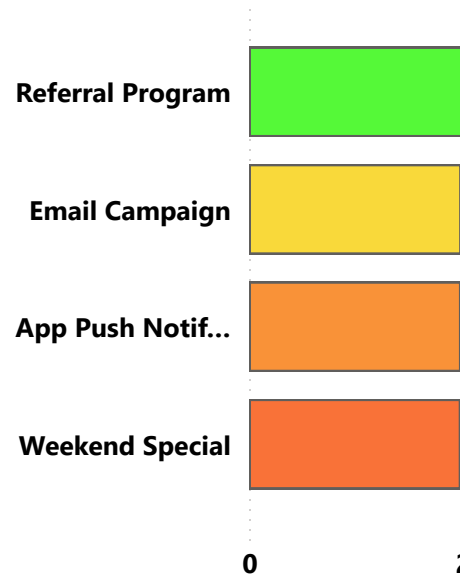 Referral Program
Email Campaign
App Push Notif...
Weekend Special
0